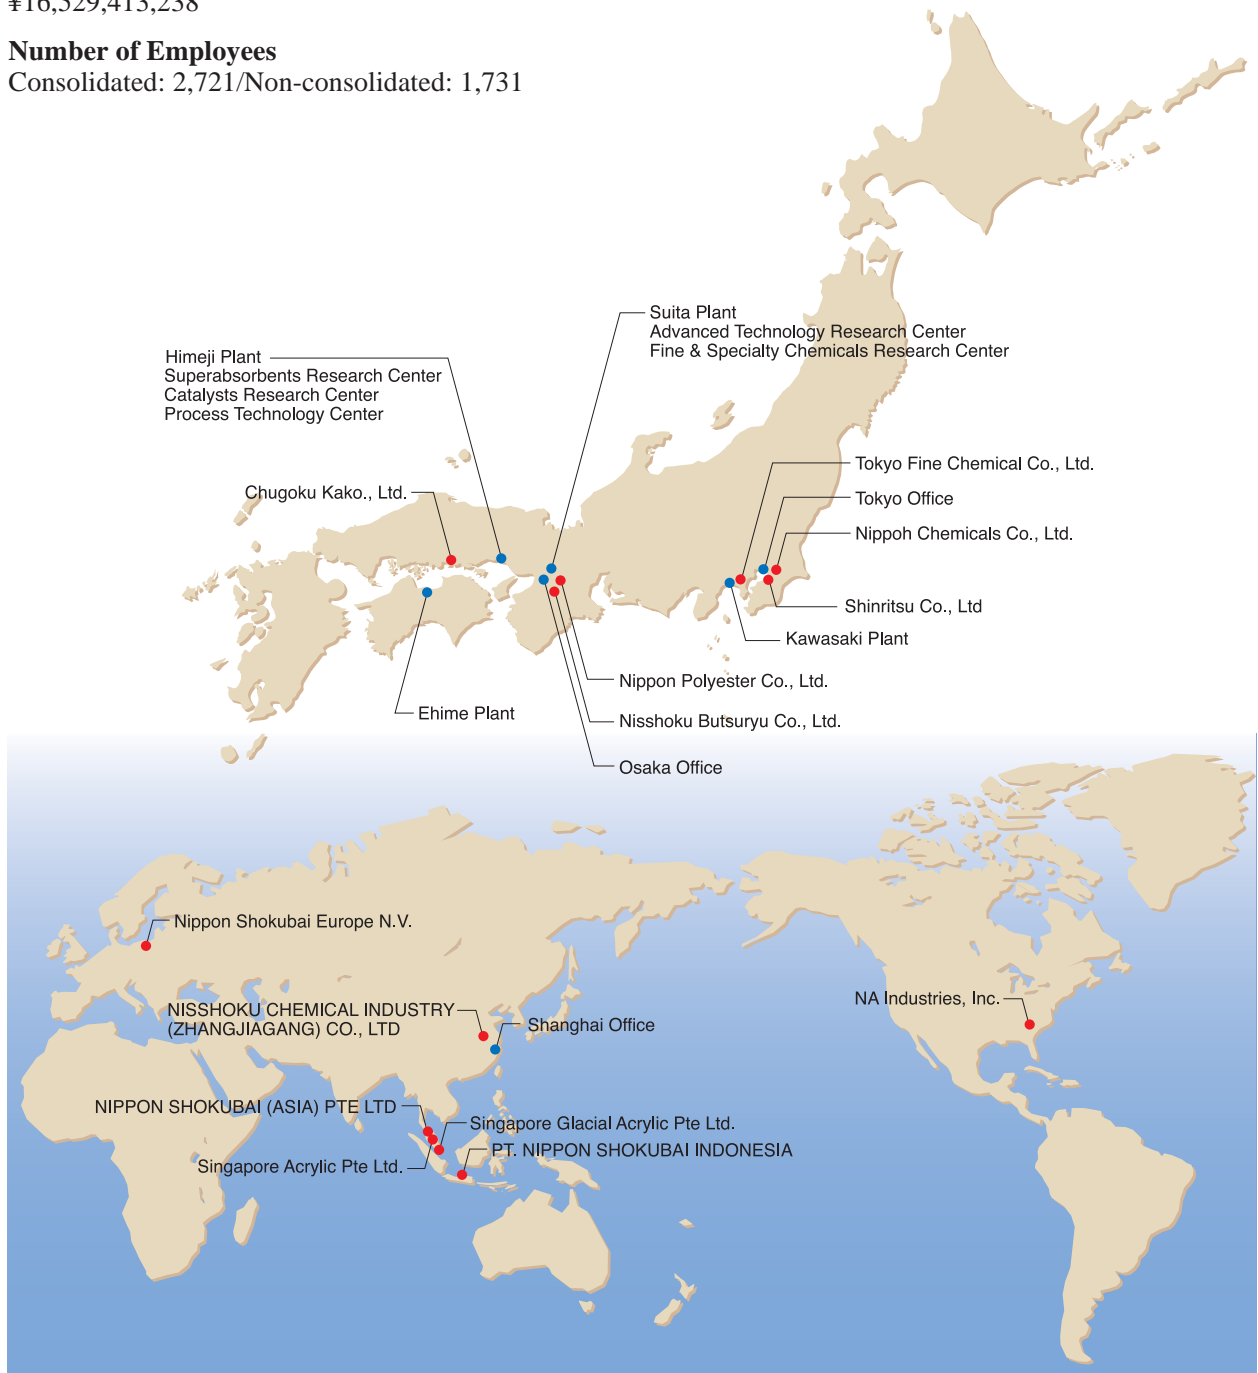 ¥16,529,413,238
Number of Employees
Consolidated: 2,721/Non-consolidated: 1,731
Suita Plant
Advanced Technology Research Center
Fine & Specialty Chemicals Research Center
Himeji Plant
Superabsorbents Research Center
Catalysts Research Center
Process Technology Center
Tokyo Fine Chemical Co., Ltd.
Chugoku Kako., Ltd.
Tokyo Office
Nippoh Chemicals Co., Ltd.
Shinritsu Co., Ltd
Kawasaki Plant
Nippon Polyester Co., Ltd.
Ehime Plant
Nisshoku Butsuryu Co., Ltd.
Osaka Office
Nippon Shokubai Europe N.V.
NA Industries, Inc.
NISSHOKU CHEMICAL INDUSTRY
(ZHANGJIAGANG) CO., LTD
Shanghai Office
NIPPON SHOKUBAI (ASIA) PTE LTD
Singapore Glacial Acrylic Pte Ltd.
PT. NIPPON SHOKUBAI INDONESIA
Singapore Acrylic Pte Ltd.